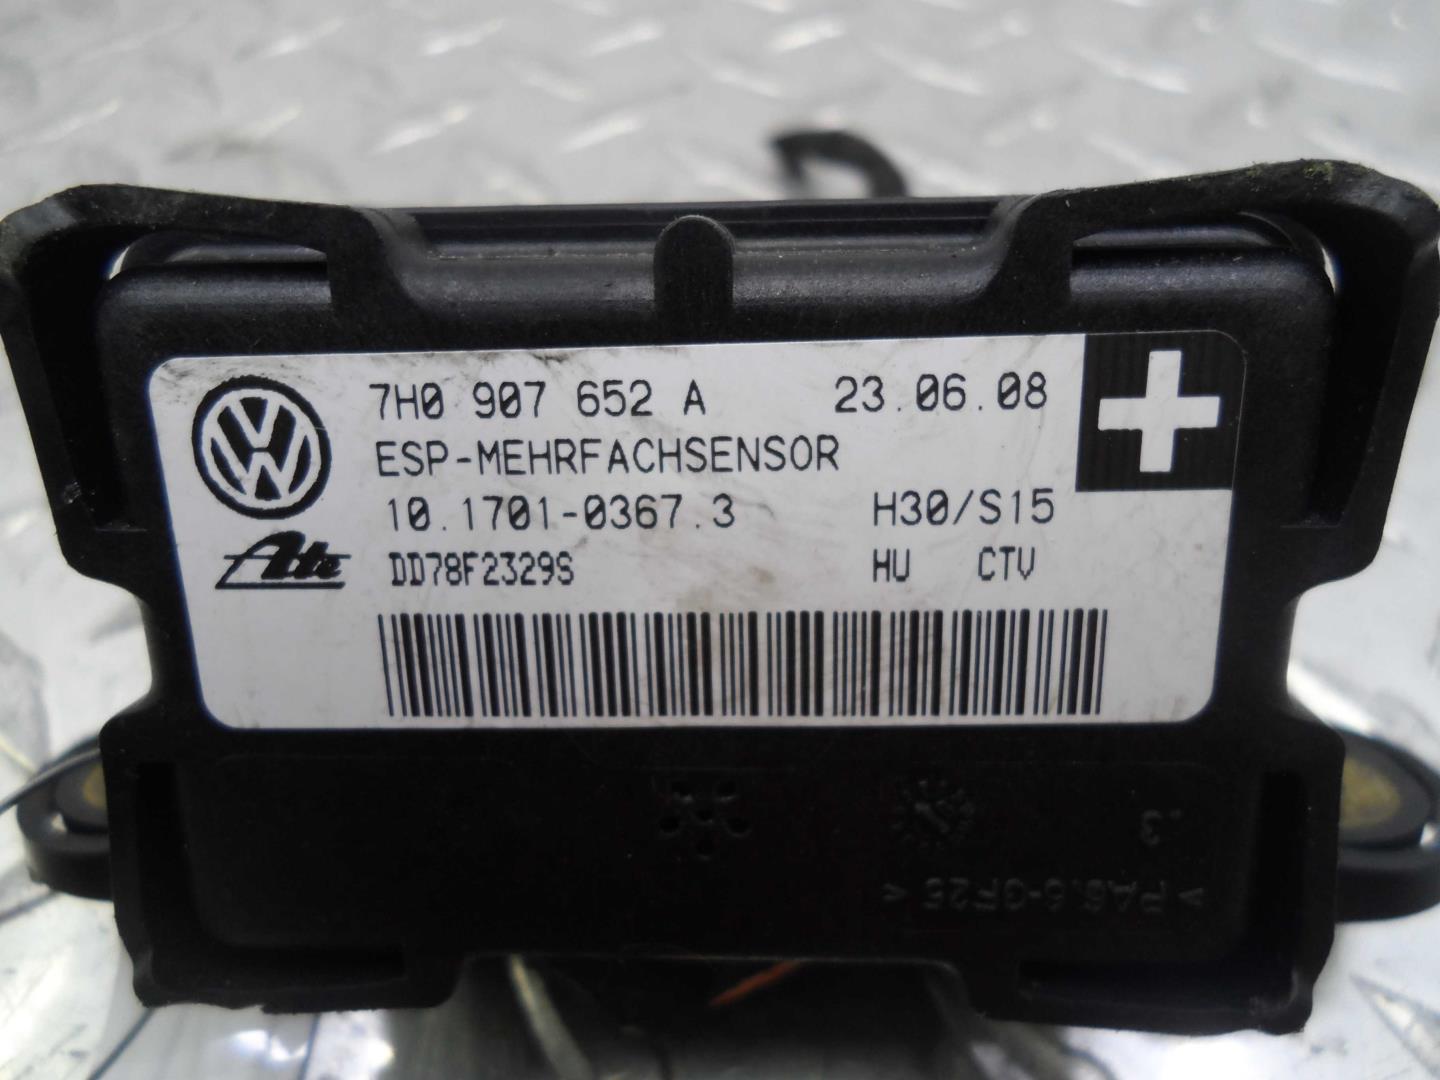 7H0 907 652 A 23.06.08
ESP-MEHRFACHSENSOR
10.1701-0367.3 H30/S15
Ate DD78F2329S HU CTV
>PA6.6-GF25<